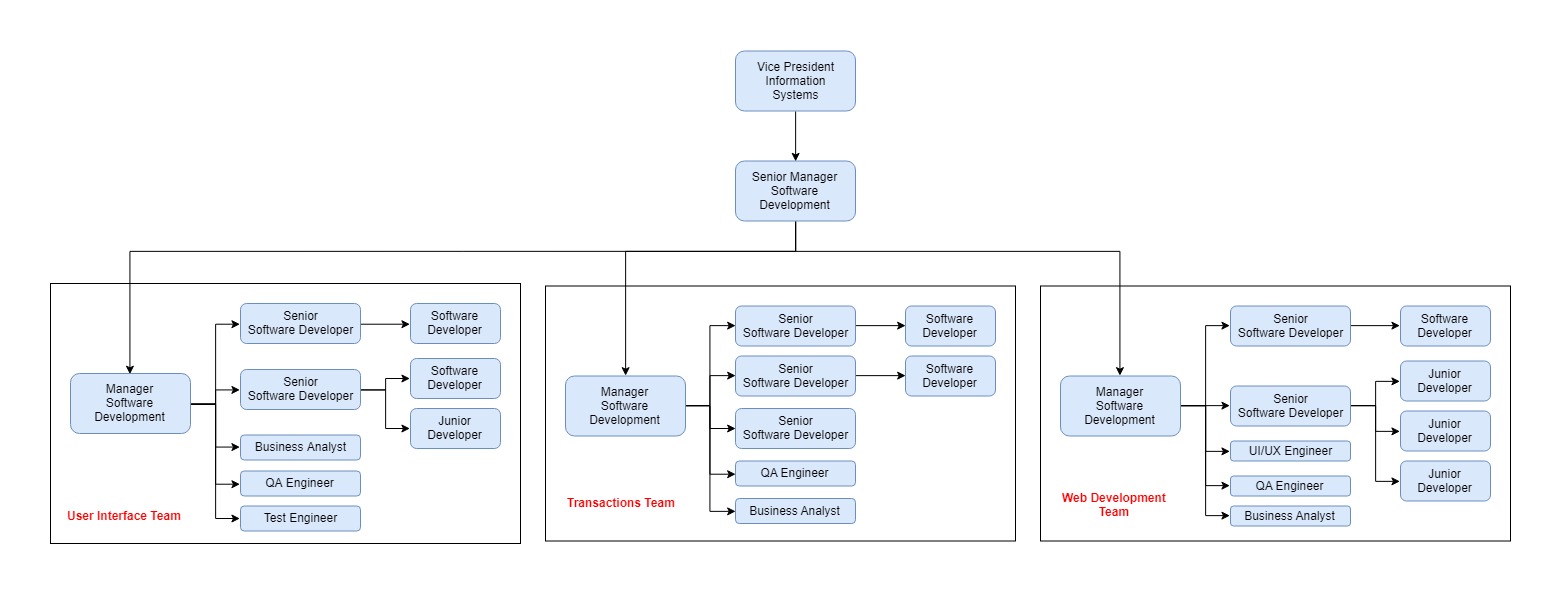 Vice President
Information
Systems
Senior Manager
Software
Development
Manager
Software
Development
Senior
Software Developer
Software
Developer
Senior
Software Developer
Software
Developer
Junior
Developer
Business Analyst
QA Engineer
Test Engineer
User Interface Team
Manager
Software
Development
Senior
Software Developer
Software
Developer
Senior
Software Developer
Software
Developer
Senior
Software Developer
QA Engineer
Business Analyst
Transactions Team
Manager
Software
Development
Senior
Software Developer
Software
Developer
Senior
Software Developer
Junior
Developer
Junior
Developer
Junior
Developer
UI/UX Engineer
QA Engineer
Business Analyst
Web Development
Team